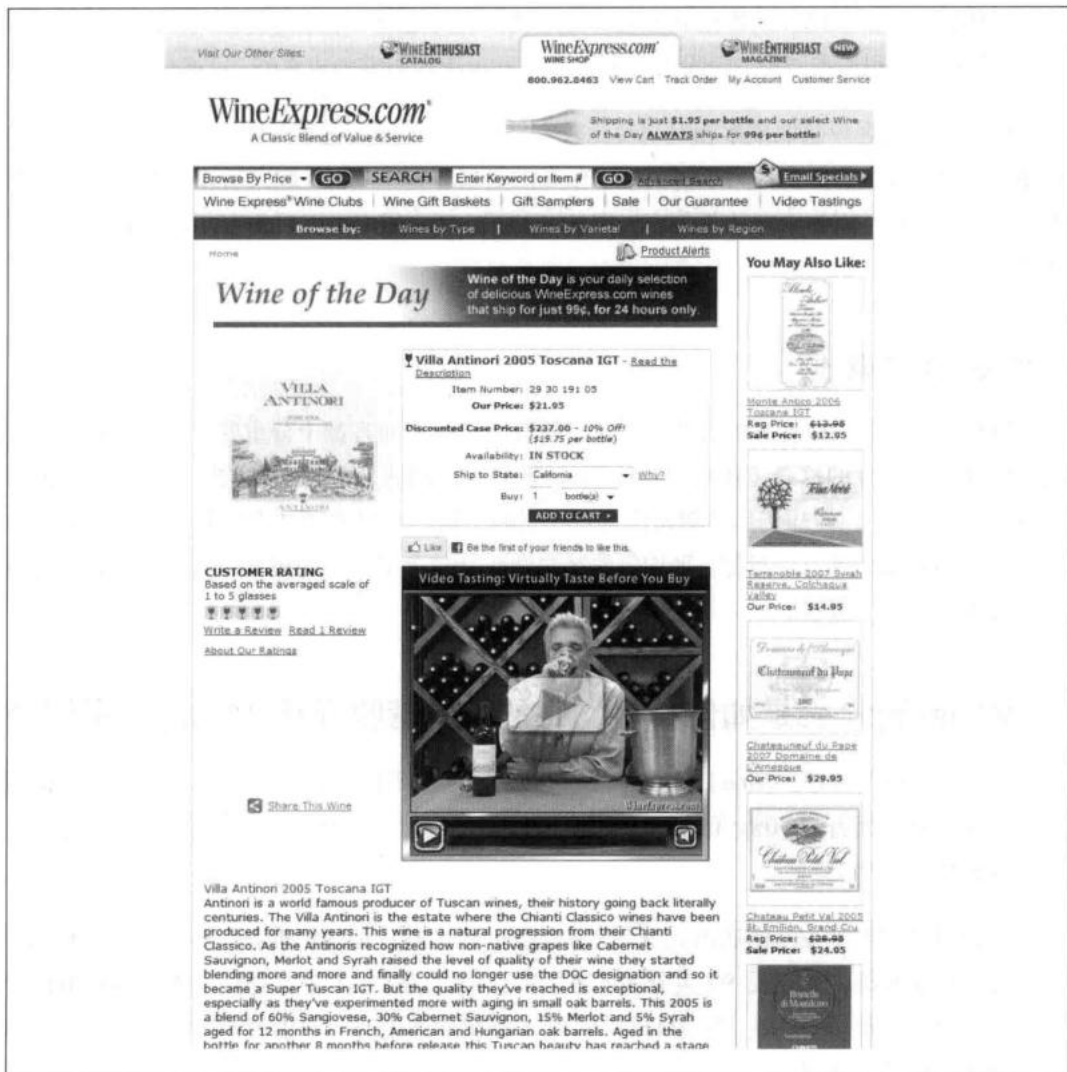 Visit Our Other Sites:
WINEENTHUSIAST
CATALOG
WineExpress.com
WINE SHOP
WINEENTHUSIAST
MAGAZINE
NEW
800.962.8463 View Cart Track Order My Account Customer Service
WineExpress.com
A Classic Blend of Value & Service
Shipping is just $1.95 per bottle and our select Wine
of the Day ALWAYS ships for 99¢ per bottle!
Browse By Price GO SEARCH Enter Keyword or Item # GO Advanced Search Email Specials
Wine Express® Wine Clubs | Wine Gift Baskets | Gift Samplers | Sale | Our Guarantee | Video Tastings
Browse by: Wines by Type | Wines by Varietal | Wines by Region
Home
Product Alerts
Wine of the Day
Wine of the Day is your daily selection
of delicious WineExpress.com wines
that ship for just 99¢, for 24 hours only.
VILLA
ANTINORI
TOSCANA
ANTINORI
Villa Antinori 2005 Toscana IGT - Read the
Description
Item Number: 29 30 191 05
Our Price: $21.95
Discounted Case Price: $237.00 - 10% Off!
($19.75 per bottle)
Availability: IN STOCK
Ship to State: California Why?
Buy: 1 bottle(s)
ADD TO CART >
Like Be the first of your friends to like this.
CUSTOMER RATING
Based on the averaged scale of
1 to 5 glasses
Write a Review Read 1 Review
About Our Ratings
Share This Wine
Video Tasting: Virtually Taste Before You Buy
WineExpress.com
Villa Antinori 2005 Toscana IGT
Antinori is a world famous producer of Tuscan wines, their history going back literally
centuries. The Villa Antinori is the estate where the Chianti Classico wines have been
produced for many years. This wine is a natural progression from their Chianti
Classico. As the Antinoris recognized how non-native grapes like Cabernet
Sauvignon, Merlot and Syrah raised the level of quality of their wine they started
blending more and more and finally could no longer use the DOC designation and so it
became a Super Tuscan IGT. But the quality they've reached is exceptional,
especially as they've experimented more with aging in small oak barrels. This 2005 is
a blend of 60% Sangiovese, 30% Cabernet Sauvignon, 15% Merlot and 5% Syrah
aged for 12 months in French, American and Hungarian oak barrels. Aged in the
bottle for another 8 months before release this Tuscan beauty has reached a stage
You May Also Like:
Monte Antico 2006
Toscana IGT
Reg Price: $13.95
Sale Price: $12.95
TerraNoble
Terranoble 2007 Syrah
Reserve, Colchagua
Valley
Our Price: $14.95
Châteauneuf du Pape
2007
Chateauneuf du Pape
2007 Domaine de
L'Arnesque
Our Price: $29.95
Château Petit Val
Chateau Petit Val 2005
St. Emilion, Grand Cru
Reg Price: $28.95
Sale Price: $24.95
Brunello
di Montalcino